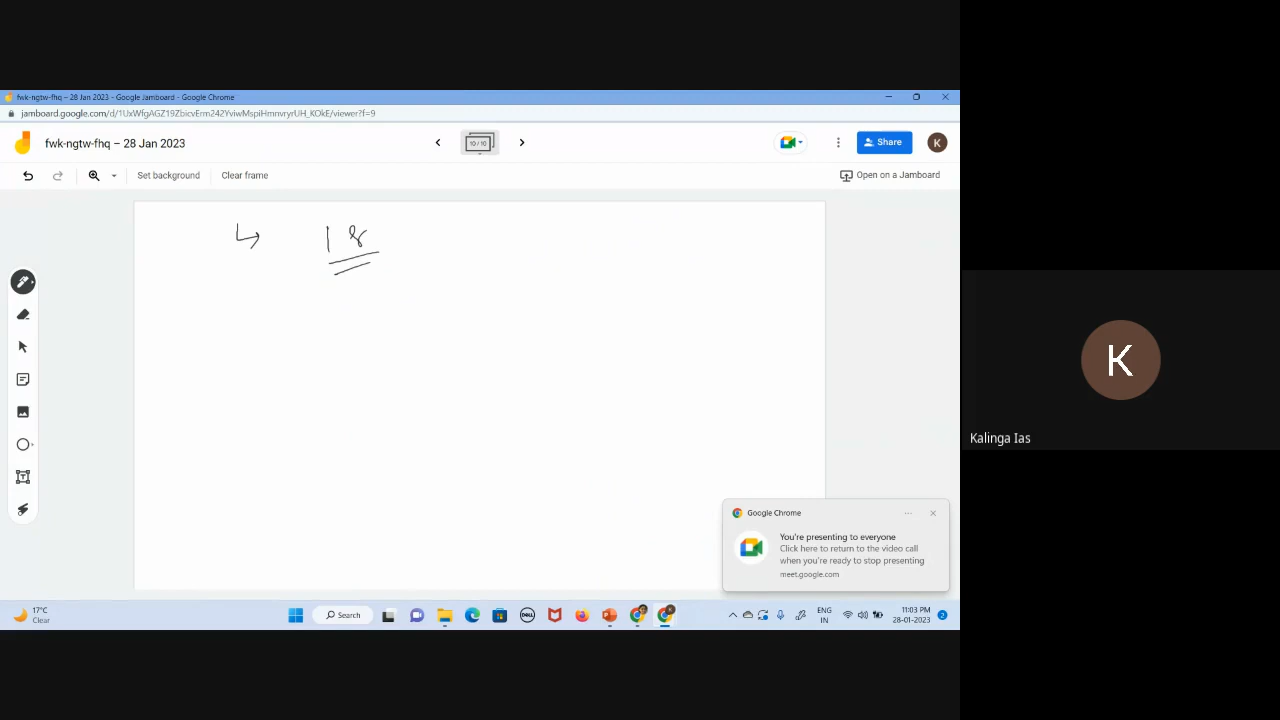 fwk-ngtw-fhq – 28 Jan 2023 - Google Jamboard - Google Chrome
jamboard.google.com/d/1UxWfgAGZ19ZbicvErm242YviwMspiHmnvryrUH_KOkE/viewer?f=9
fwk-ngtw-fhq – 28 Jan 2023
10 / 10
Share
K
Set background
Clear frame
Open on a Jamboard
↳ 18
K
Kalinga Ias
Google Chrome
You're presenting to everyone
Click here to return to the video call
when you're ready to stop presenting
meet.google.com
17°C
Clear
Search
DELL
ENG
IN
11:03 PM
28-01-2023
2